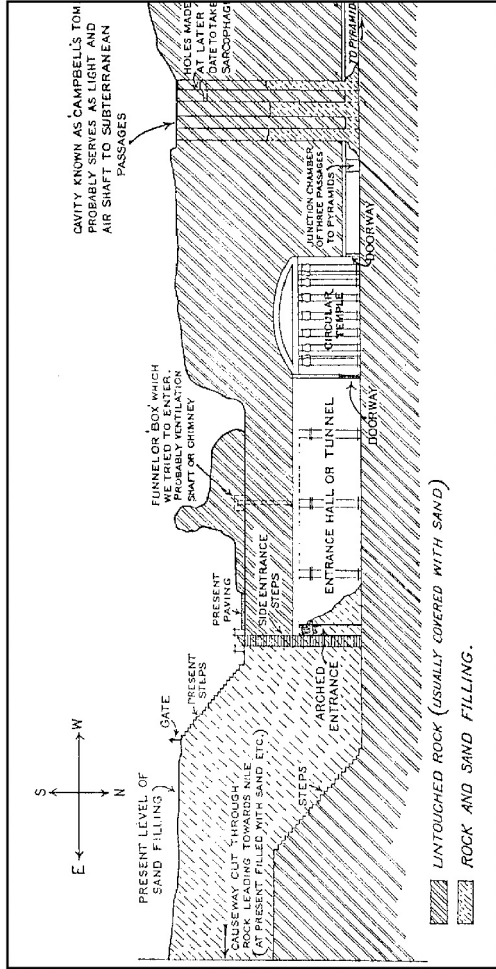 S
E
W
N
PRESENT LEVEL OF
SAND FILLING
GATE
PRESENT
STEPS
CAUSEWAY CUT THROUGH
ROCK LEADING TOWARDS NILE
(AT PRESENT FILLED WITH SAND ETC.)
STEPS
PRESENT
PAVING
SIDE ENTRANCE
STEPS
ARCHED
ENTRANCE
FUNNEL OR BOX WHICH
WE TRIED TO ENTER.
PROBABLY VENTILATION
SHAFT OR CHIMNEY
ENTRANCE HALL OR TUNNEL
DOORWAY
CIRCULAR
TEMPLE
DOORWAY
JUNCTION CHAMBER
OF THREE PASSAGES
TO PYRAMIDS
CAVITY KNOWN AS 'CAMPBELL'S TOM
PROBABLY SERVES AS LIGHT AND
AIR SHAFT TO SUBTERRANEAN
PASSAGES
HOLES MADE
AT LATER
DATE TO TAKE
SARCOPHAG
TO PYRAMID
UNTOUCHED ROCK (USUALLY COVERED WITH SAND)
ROCK AND SAND FILLING.